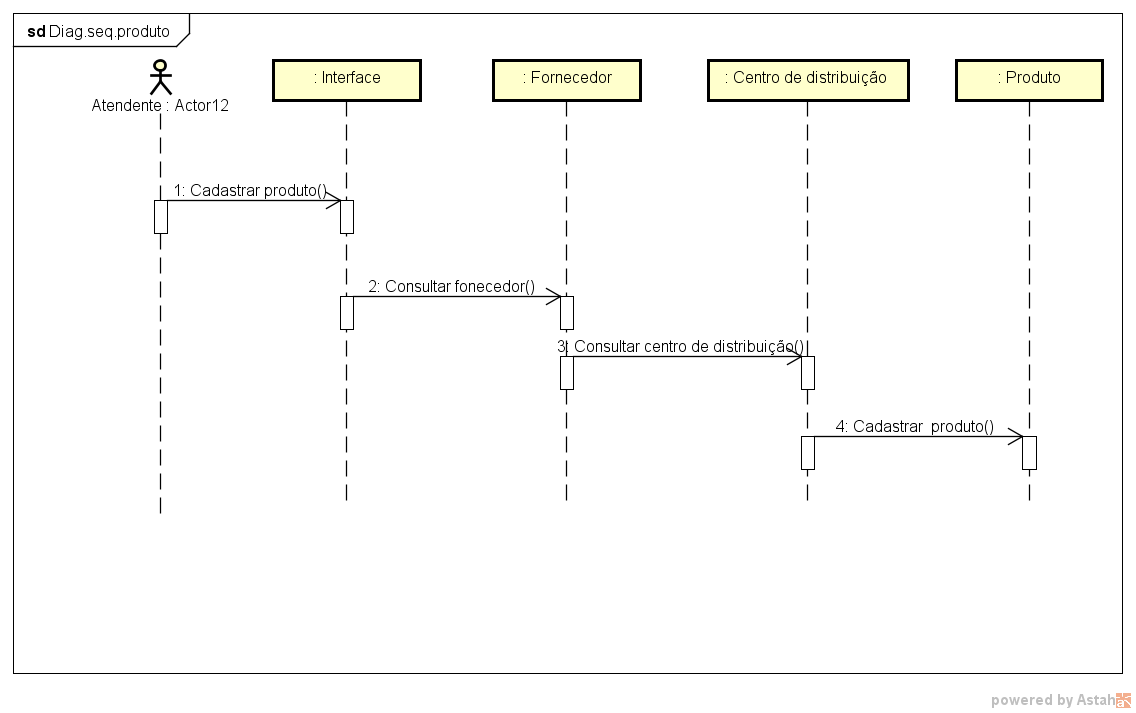 sd Diag.seq.produto
Atendente : Actor12
: Interface
: Fornecedor
: Centro de distribuição
: Produto
1: Cadastrar produto()
2: Consultar fonecedor()
3: Consultar centro de distribuição()
4: Cadastrar produto()
powered by Astah